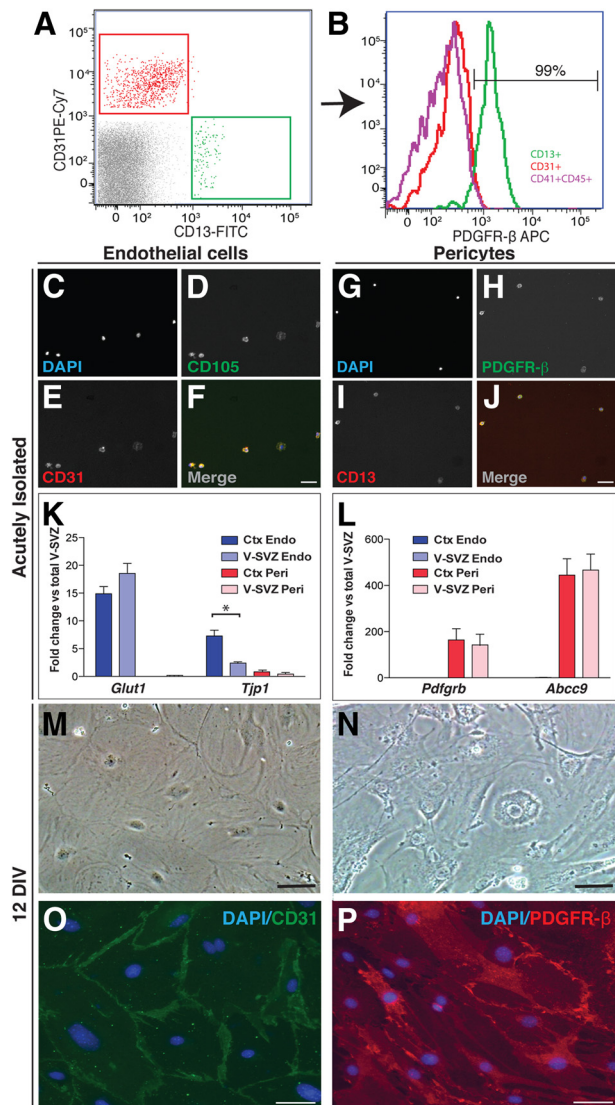 A
B
10⁵
10⁴
10³
10²
0
CD31PE-Cy7
0
10²
10³
10⁴
10⁵
CD13-FITC
10⁵
10⁴
10³
10²
0
99%
CD13+
CD31+
CD41+CD45+
0
10²
10³
10⁴
10⁵
PDGFR-β APC
Endothelial cells
Pericytes
Acutely Isolated
C
DAPI
D
CD105
E
CD31
F
Merge
G
DAPI
H
PDGFR-β
I
CD13
J
Merge
K
Fold change vs total V-SVZ
25
20
15
10
5
0
Ctx Endo
V-SVZ Endo
Ctx Peri
V-SVZ Peri
*
Glut1
Tjp1
L
Fold change vs total V-SVZ
600
400
200
0
Ctx Endo
V-SVZ Endo
Ctx Peri
V-SVZ Peri
Pdfgrb
Abcc9
12 DIV
M
N
O
DAPI/CD31
P
DAPI/PDGFR-β